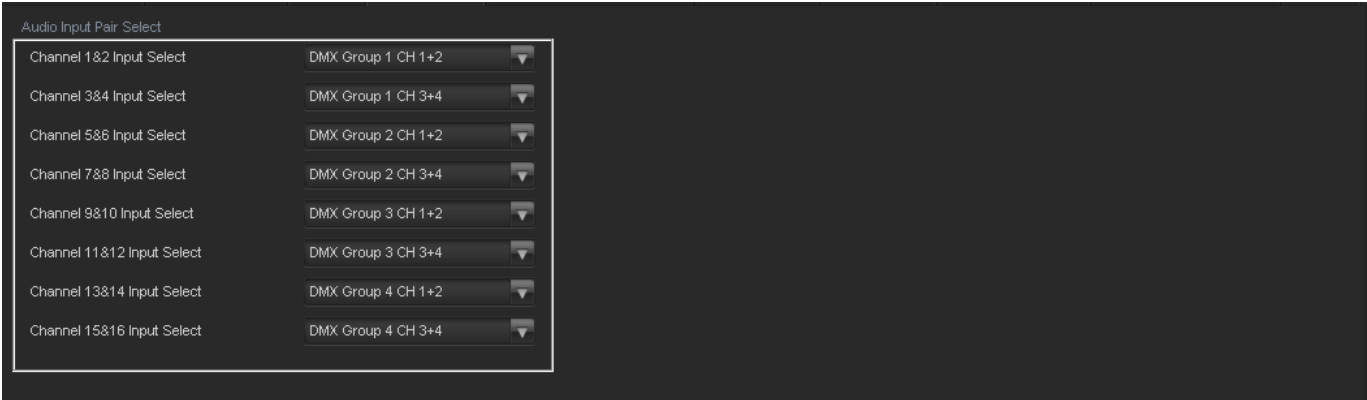 Audio Input Pair Select
Channel 1&2 Input Select DMX Group 1 CH 1+2
Channel 3&4 Input Select DMX Group 1 CH 3+4
Channel 5&6 Input Select DMX Group 2 CH 1+2
Channel 7&8 Input Select DMX Group 2 CH 3+4
Channel 9&10 Input Select DMX Group 3 CH 1+2
Channel 11&12 Input Select DMX Group 3 CH 3+4
Channel 13&14 Input Select DMX Group 4 CH 1+2
Channel 15&16 Input Select DMX Group 4 CH 3+4